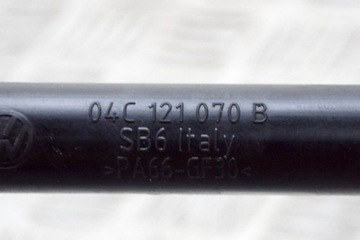 04C 121 070 B
SB6 Italy
>PA66-GF30<